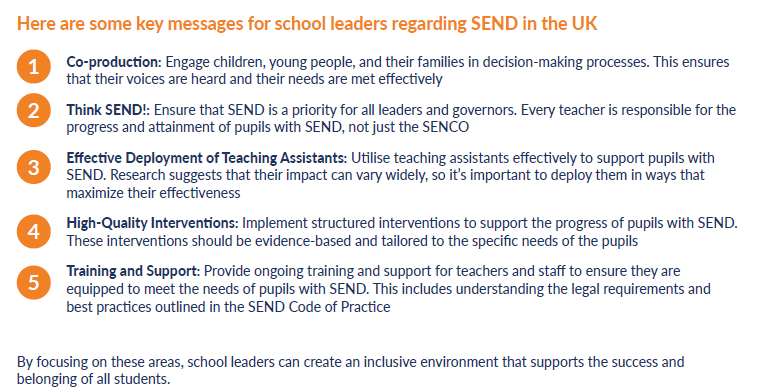 Here are some key messages for school leaders regarding SEND in the UK
1
Co-production: Engage children, young people, and their families in decision-making processes. This ensures
that their voices are heard and their needs are met effectively
2
Think SEND!: Ensure that SEND is a priority for all leaders and governors. Every teacher is responsible for the
progress and attainment of pupils with SEND, not just the SENCO
3
Effective Deployment of Teaching Assistants: Utilise teaching assistants effectively to support pupils with
SEND. Research suggests that their impact can vary widely, so it's important to deploy them in ways that
maximize their effectiveness
4
High-Quality Interventions: Implement structured interventions to support the progress of pupils with SEND.
These interventions should be evidence-based and tailored to the specific needs of the pupils
5
Training and Support: Provide ongoing training and support for teachers and staff to ensure they are
equipped to meet the needs of pupils with SEND. This includes understanding the legal requirements and
best practices outlined in the SEND Code of Practice
By focusing on these areas, school leaders can create an inclusive environment that supports the success and
belonging of all students.